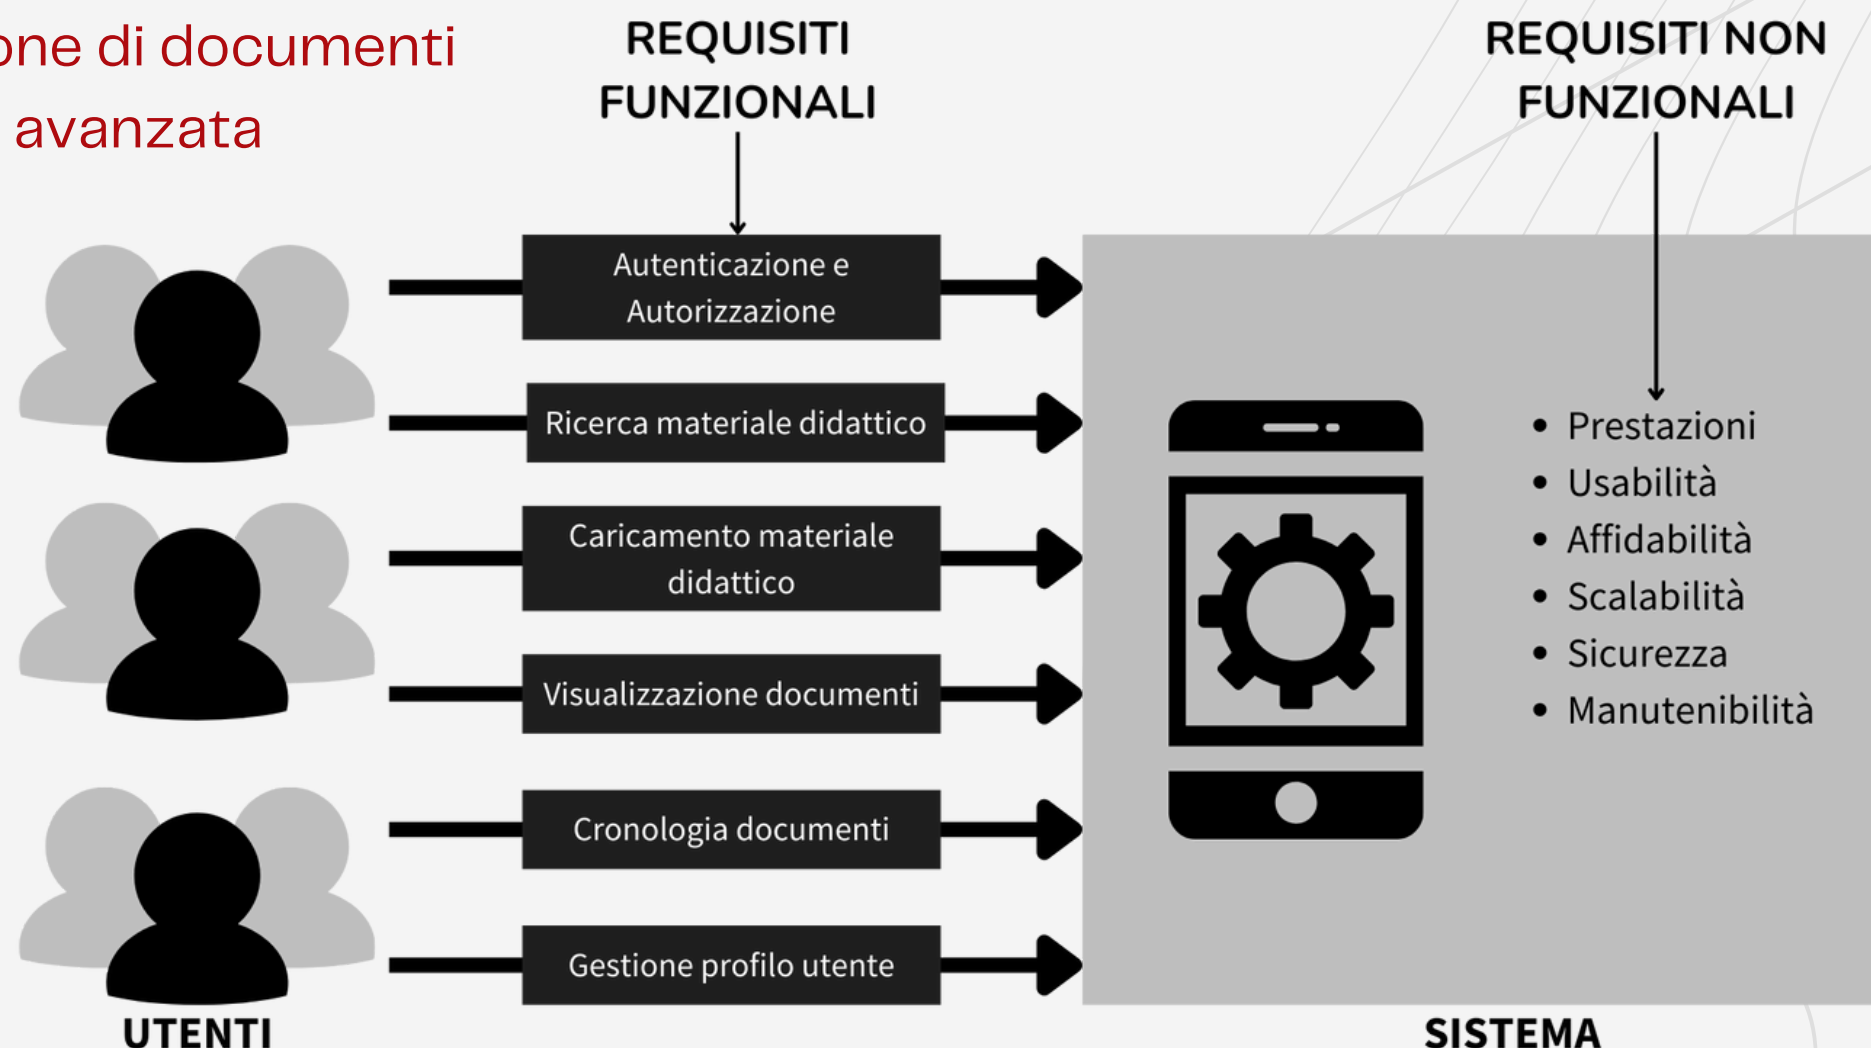 one di documenti
avanzata
REQUISITI
FUNZIONALI
REQUISITI NON
FUNZIONALI
Autenticazione e
Autorizzazione
Ricerca materiale didattico
Caricamento materiale
didattico
Visualizzazione documenti
Cronologia documenti
Gestione profilo utente
Prestazioni
Usabilità
Affidabilità
Scalabilità
Sicurezza
Manutenibilità
UTENTI
SISTEMA